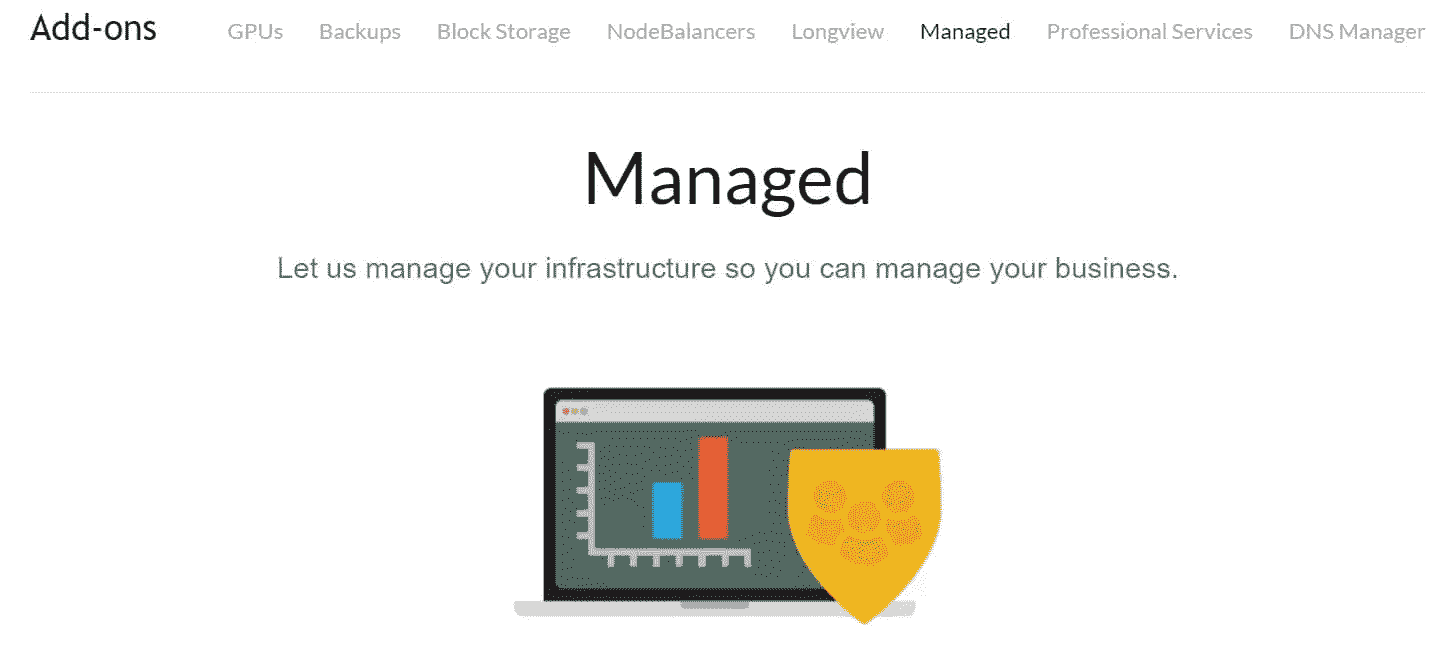 Add-ons GPUs Backups Block Storage NodeBalancers Longview Managed Professional Services DNS Manager
Managed
Let us manage your infrastructure so you can manage your business.